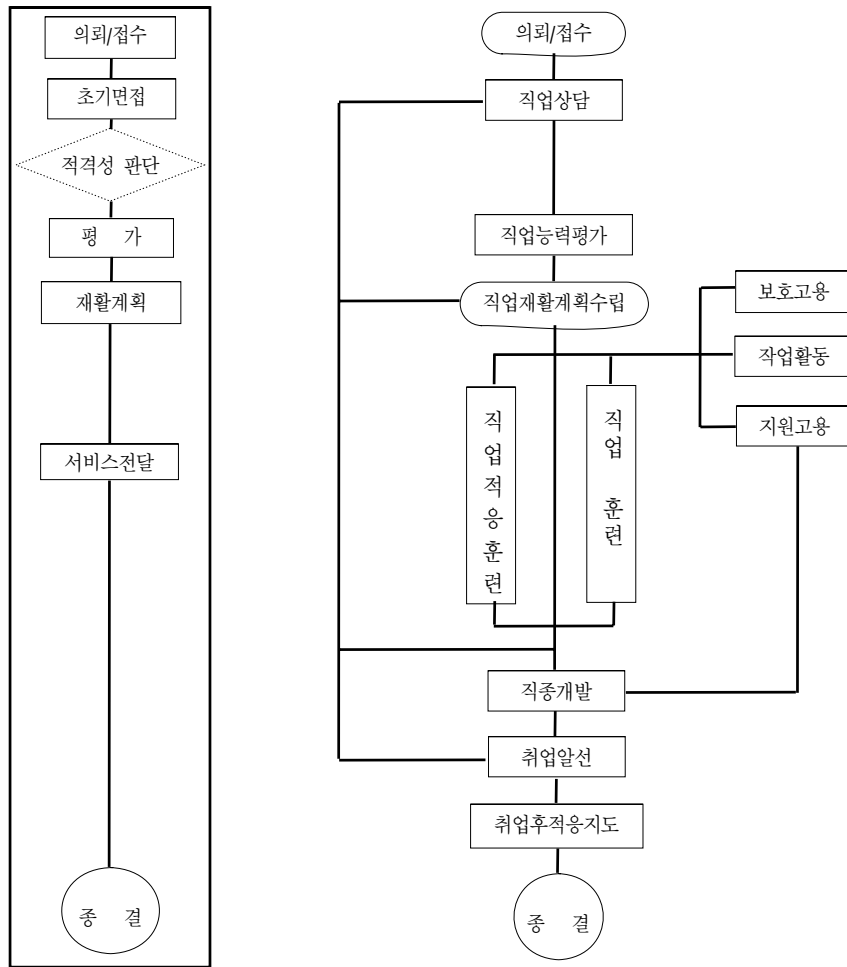 의뢰/접수
초기면접
적격성 판단
평 가
재활계획
서비스전달
종 결
의뢰/접수
직업상담
직업능력평가
직업재활계획수립
보호고용
작업활동
지원고용
직업적응훈련
직업 훈련
직종개발
취업알선
취업후적응지도
종 결